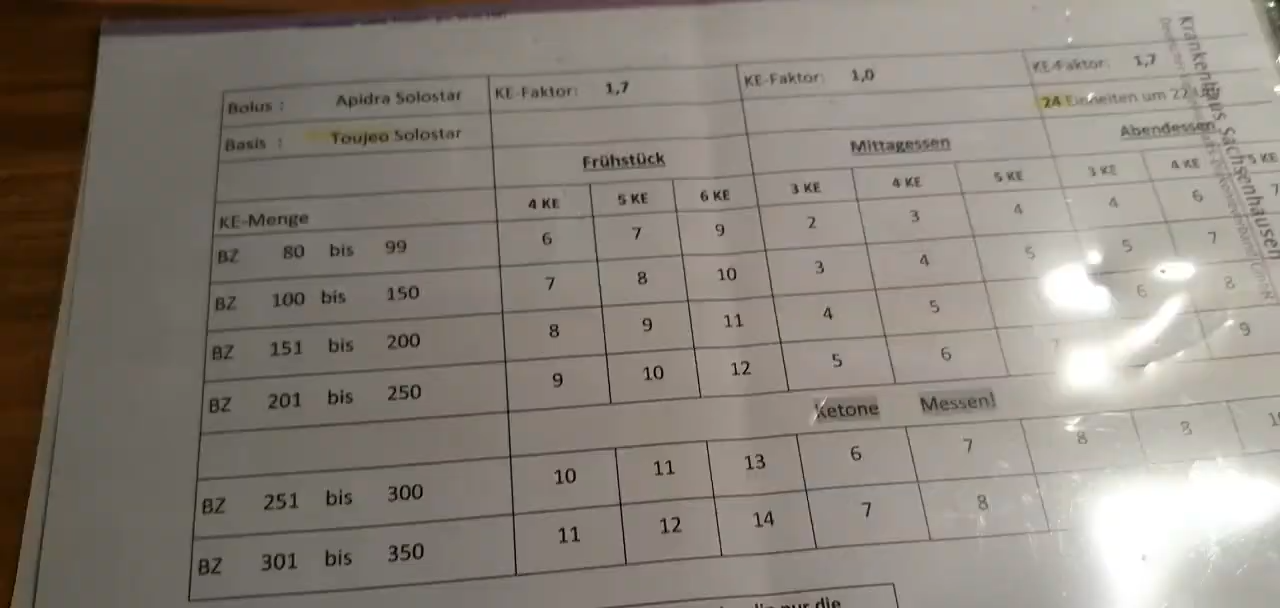 Bolus : Apidra Solostar KE-Faktor: 1,7 KE-Faktor: 1,0 KE-Faktor: 1,7
Basis : Toujeo Solostar 24 Einheiten um 22
Frühstück Mittagessen Abendessen
KE-Menge 4 KE 5 KE 6 KE 3 KE 4 KE 5 KE 3 KE 4 KE 5 KE
BZ 80 bis 99 6 7 9 2 3 4 4 6 7
BZ 100 bis 150 7 8 10 3 4 5 5 7
BZ 151 bis 200 8 9 11 4 5 6 8
BZ 201 bis 250 9 10 12 5 6 7 9
Ketone Messen!
BZ 251 bis 300 10 11 13 6 7 8 8
BZ 301 bis 350 11 12 14 7 8
nur die
Krankenhaus Sachsenhausen